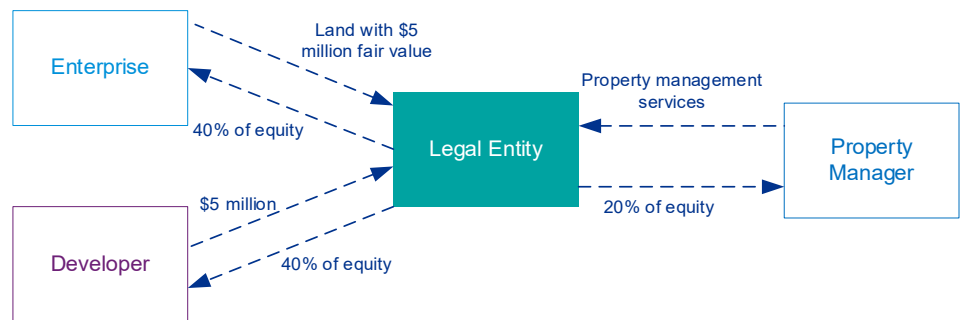 Enterprise
Land with $5
million fair value
40% of equity
Legal Entity
Property management
services
Property
Manager
20% of equity
$5 million
Developer
40% of equity